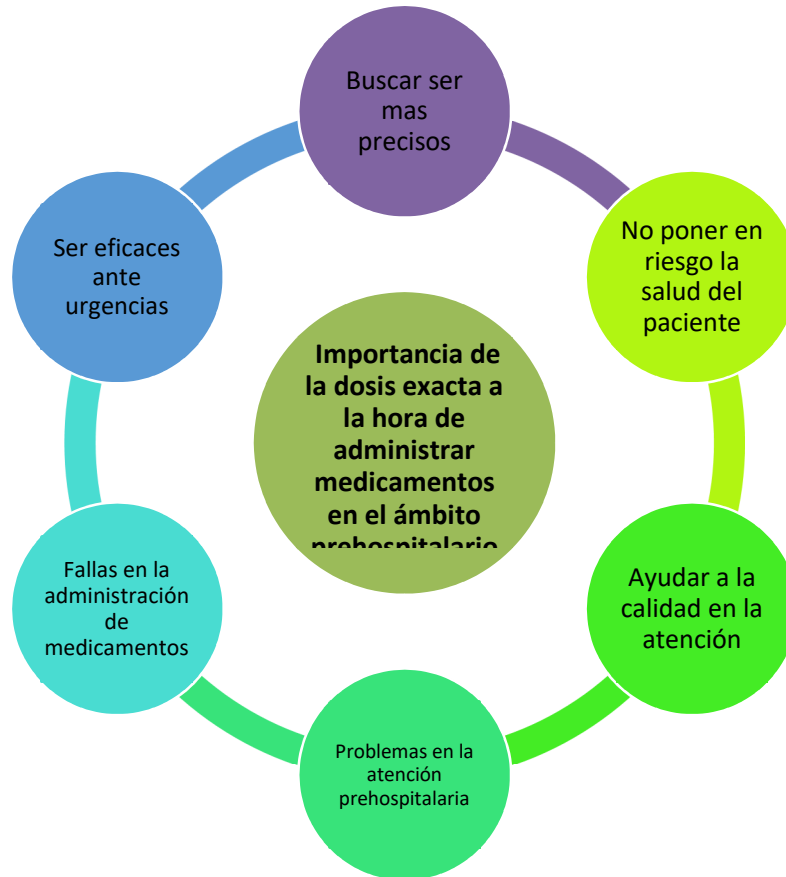 Buscar ser
mas
precisos
No poner en
riesgo la
salud del
paciente
Ayudar a la
calidad en la
atención
Problemas en la
atención
prehospitalaria
Fallas en la
administración
de
medicamentos
Ser eficaces
ante
urgencias
Importancia de
la dosis exacta a
la hora de
administrar
medicamentos
en el ámbito
prehospitalario